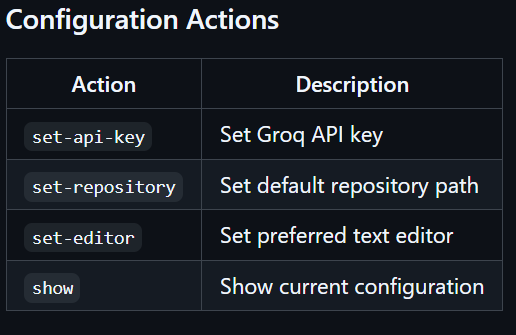 Configuration Actions
Action Description
set-api-key Set Groq API key
set-repository Set default repository path
set-editor Set preferred text editor
show Show current configuration